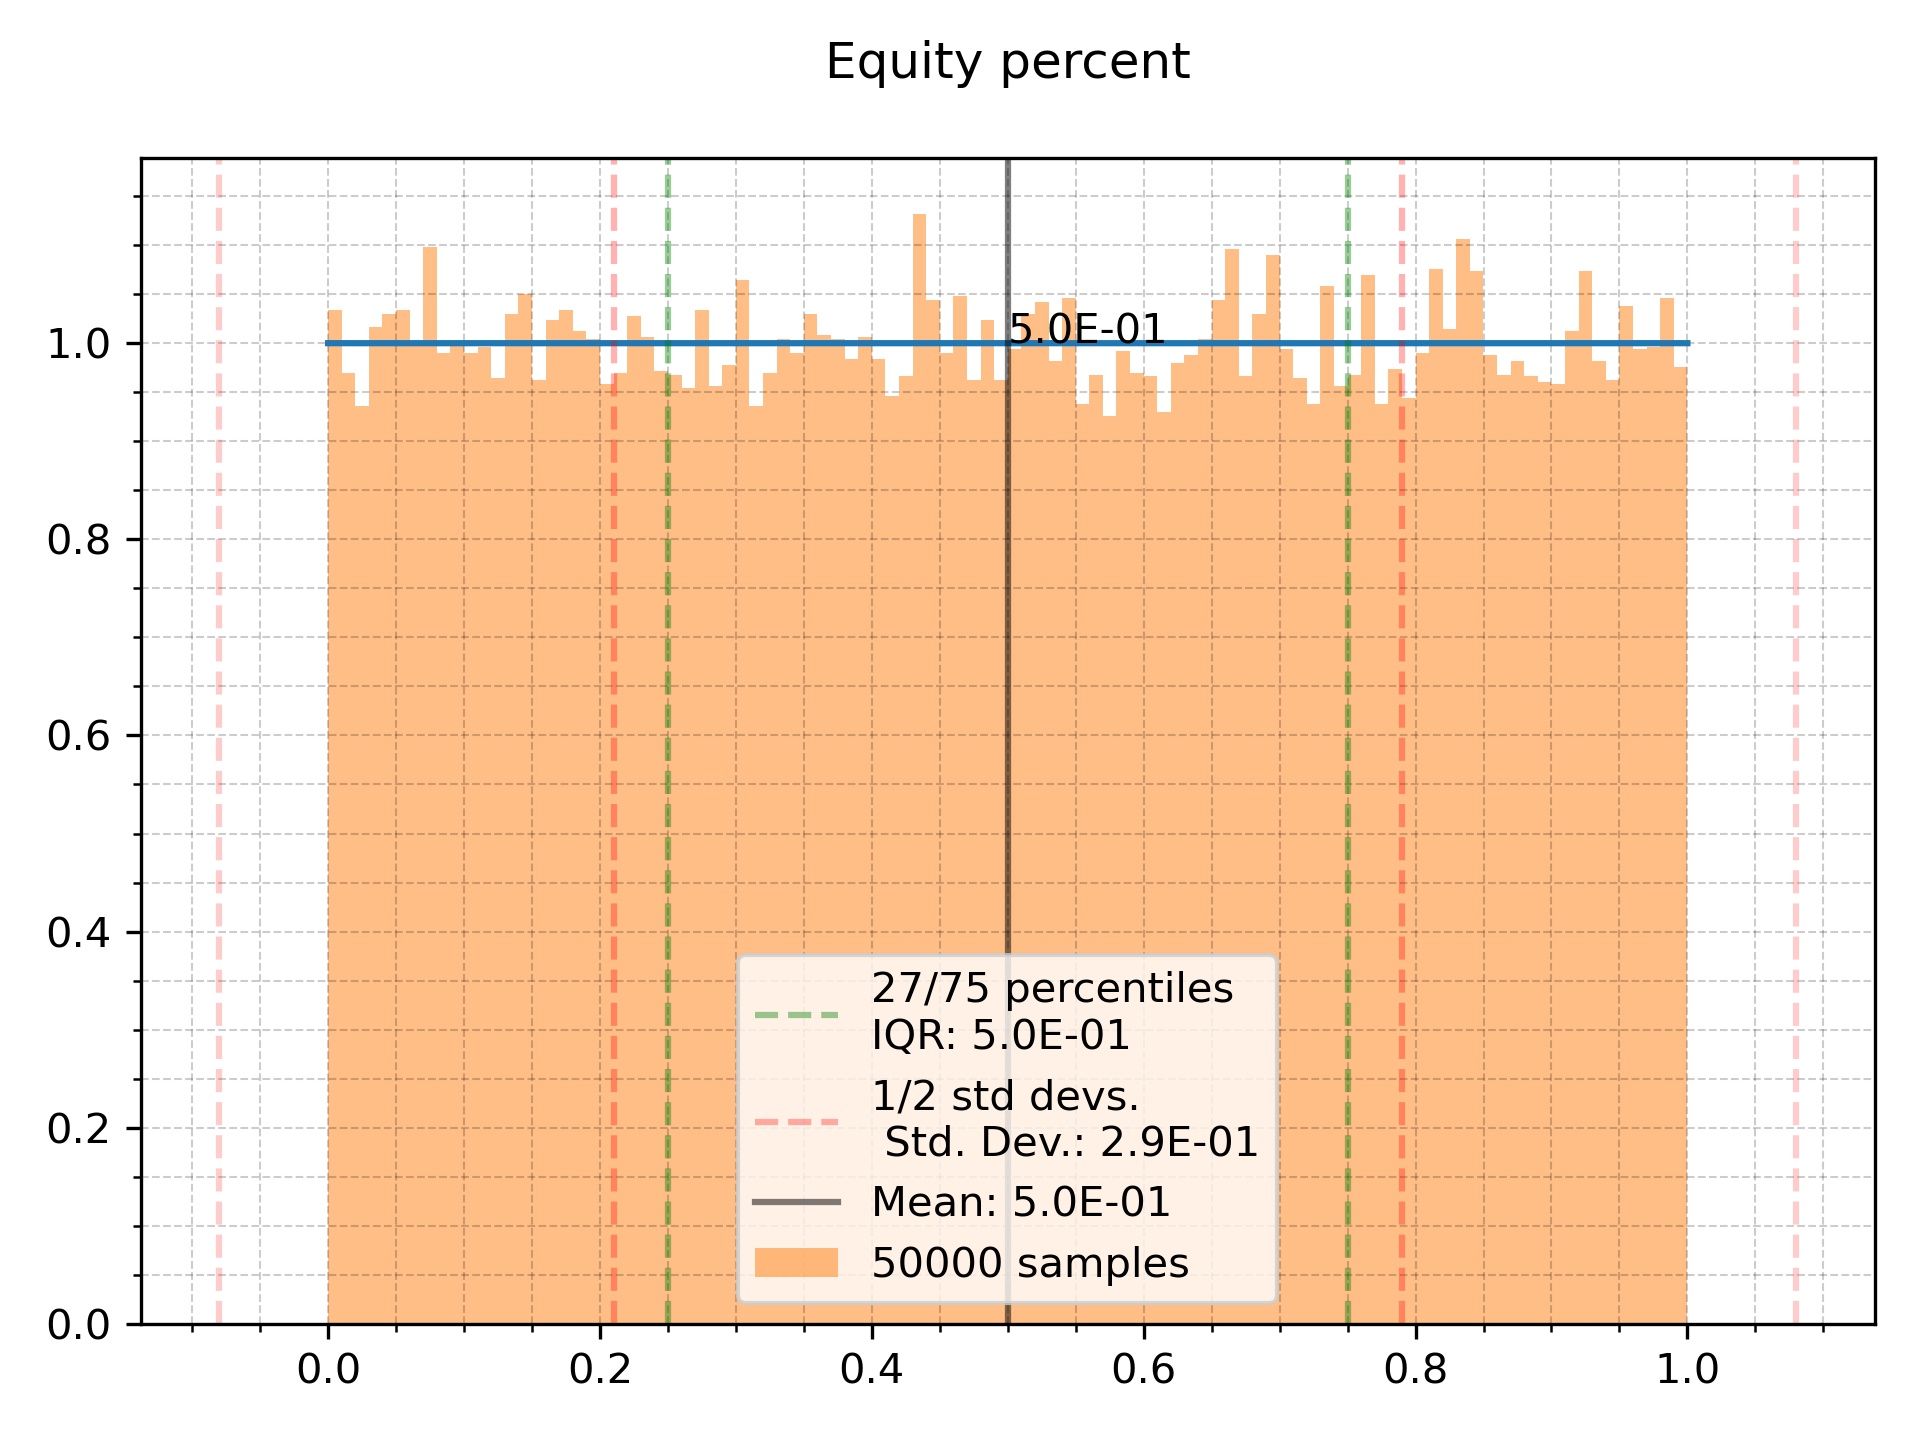 Equity percent
1.0
0.8
0.6
0.4
0.2
0.0
5.0E-01
27/75 percentiles
IQR: 5.0E-01
1/2 std devs.
Std. Dev.: 2.9E-01
Mean: 5.0E-01
50000 samples
0.0 0.2 0.4 0.6 0.8 1.0